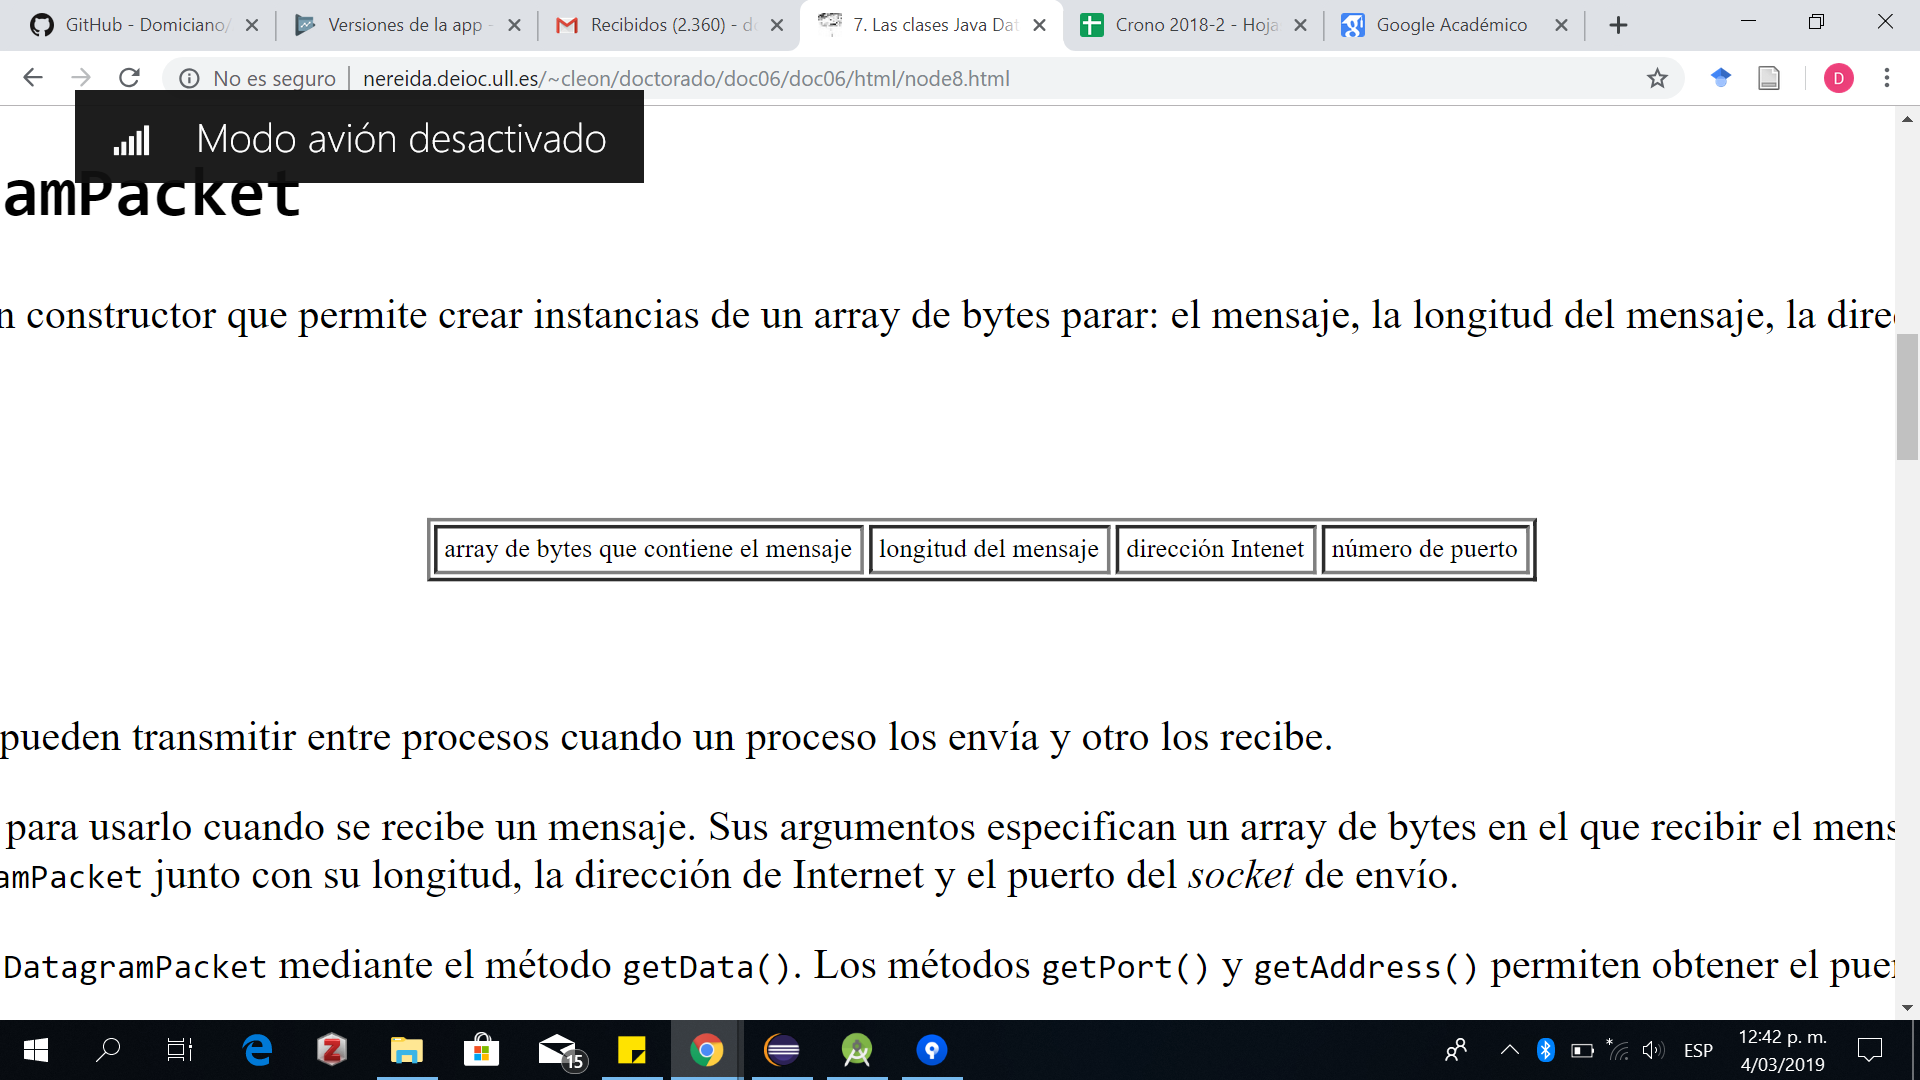 GitHub - Domiciano/
Versiones de la app -
Recibidos (2.360) - do
7. Las clases Java Dat
Crono 2018-2 - Hoja
Google Académico
No es seguro
nereida.deioc.ull.es/~cleon/doctorado/doc06/doc06/html/node8.html
D
Modo avión desactivado
amPacket
n constructor que permite crear instancias de un array de bytes parar: el mensaje, la longitud del mensaje, la direc
array de bytes que contiene el mensaje longitud del mensaje dirección Intenet número de puerto
pueden transmitir entre procesos cuando un proceso los envía y otro los recibe.
para usarlo cuando se recibe un mensaje. Sus argumentos especifican un array de bytes en el que recibir el mens
amPacket junto con su longitud, la dirección de Internet y el puerto del socket de envío.
DatagramPacket mediante el método getData(). Los métodos getPort() y getAddress() permiten obtener el puer
15
ESP
12:42 p. m.
4/03/2019